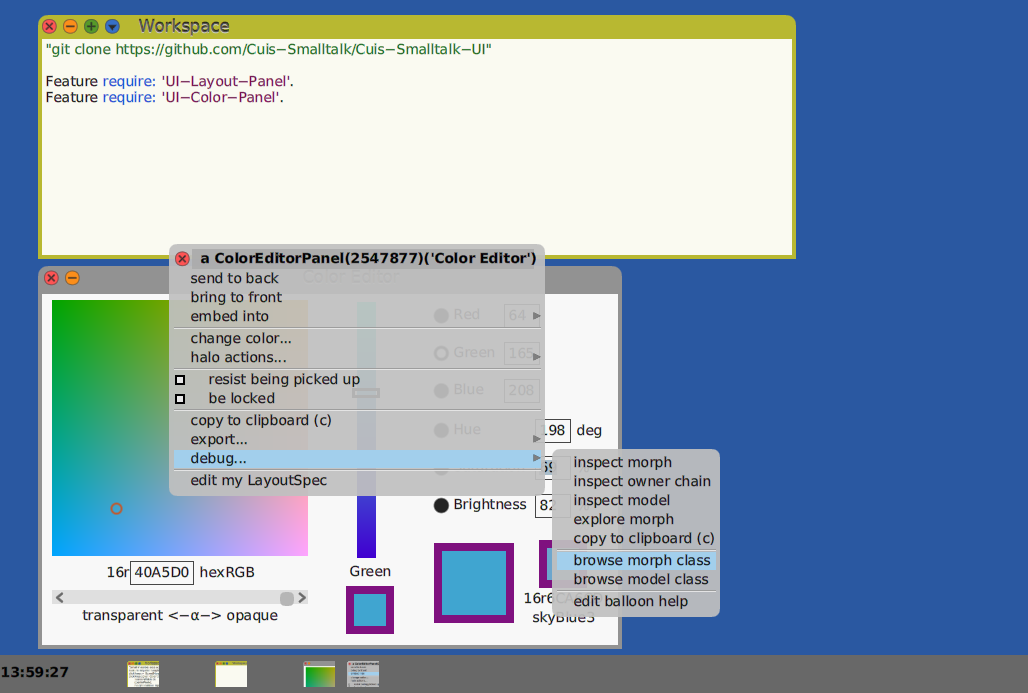 Workspace
"git clone https://github.com/Cuis−Smalltalk/Cuis−Smalltalk−UI"
Feature require: 'UI−Layout−Panel'.
Feature require: 'UI−Color−Panel'.
a ColorEditorPanel(2547877)('Color Editor')
Color Editor
send to back
bring to front
embed into
change color...
halo actions...
resist being picked up
be locked
copy to clipboard (c)
export...
debug...
edit my LayoutSpec
Red 64
Green 165
Blue 208
Hue 198 deg
Brightness 82
inspect morph
inspect owner chain
inspect model
explore morph
copy to clipboard (c)
browse morph class
browse model class
edit balloon help
16r 40A5D0 hexRGB
Green
transparent <−α−> opaque
skyBlue3
13:59:27